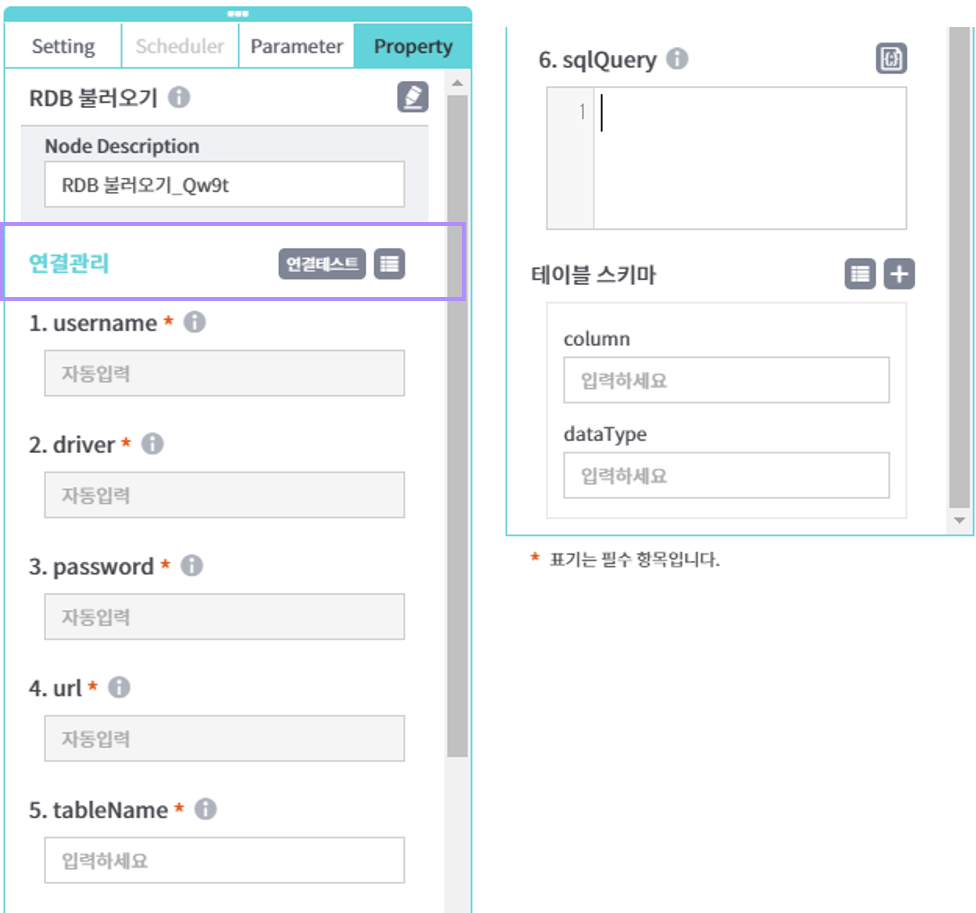 Setting Scheduler Parameter Property
RDB 불러오기
Node Description
RDB 불러오기_Qw9t
연결관리 연결테스트
1. username *
자동입력
2. driver *
자동입력
3. password *
자동입력
4. url *
자동입력
5. tableName *
입력하세요
6. sqlQuery
1
테이블 스키마
column
입력하세요
dataType
입력하세요
* 표기는 필수 항목입니다.